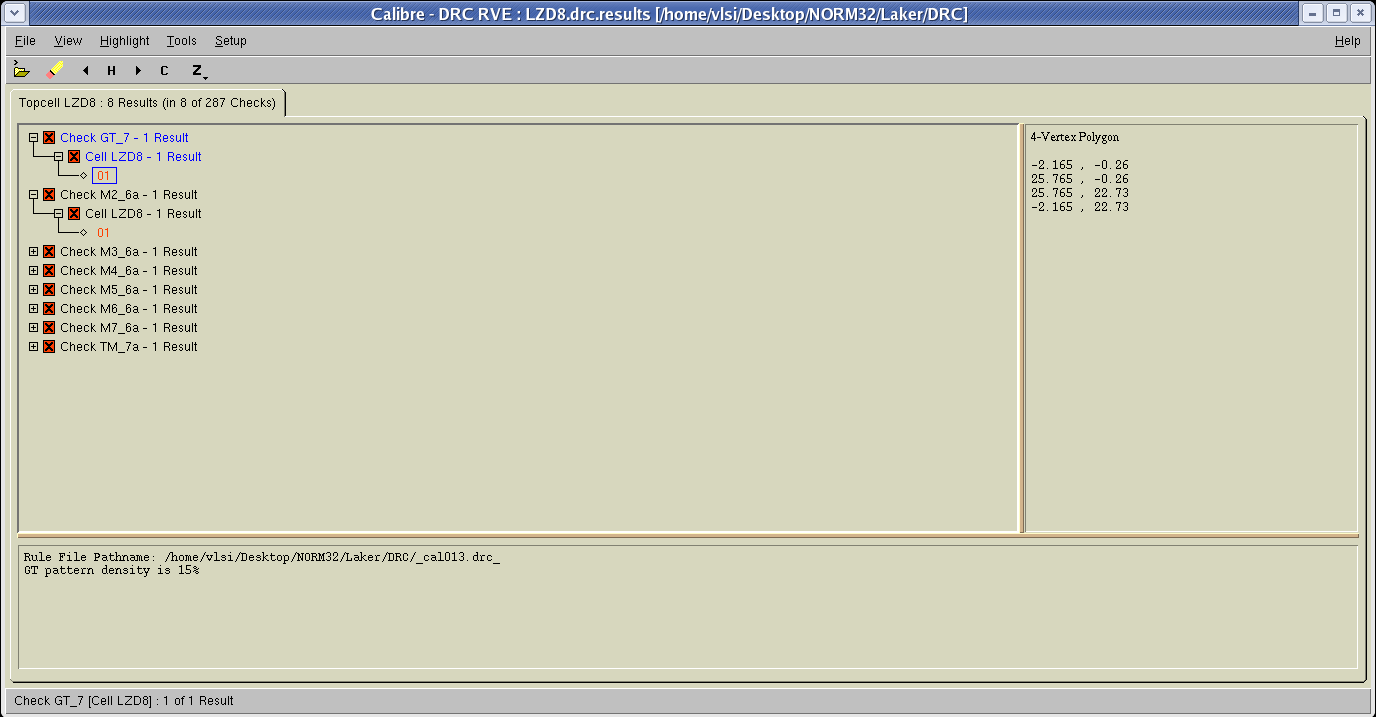 Calibre - DRC RVE : LZD8.drc.results [/home/vlsi/Desktop/NORM32/Laker/DRC]
File View Highlight Tools Setup Help
H C Z
Topcell LZD8 : 8 Results (in 8 of 287 Checks)
Check GT_7 - 1 Result
Cell LZD8 - 1 Result
01
Check M2_6a - 1 Result
Cell LZD8 - 1 Result
01
Check M3_6a - 1 Result
Check M4_6a - 1 Result
Check M5_6a - 1 Result
Check M6_6a - 1 Result
Check M7_6a - 1 Result
Check TM_7a - 1 Result
4-Vertex Polygon
-2.165 , -0.26
25.765 , -0.26
25.765 , 22.73
-2.165 , 22.73
Rule File Pathname: /home/vlsi/Desktop/NORM32/Laker/DRC/_cal013.drc_
GT pattern density is 15%
Check GT_7 [Cell LZD8] : 1 of 1 Result